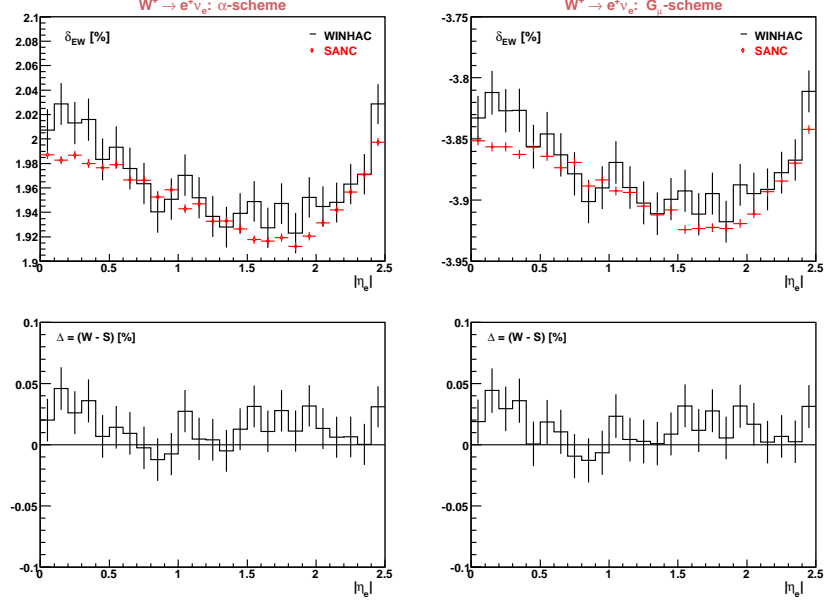 W⁺ → e⁺νₑ: α-scheme
δEW [%]
WINHAC
SANC
2.1
2.08
2.06
2.04
2.02
2
1.98
1.96
1.94
1.92
1.9
0 0.5 1 1.5 2 2.5
|ηₑ|
W⁺ → e⁺νₑ: Gμ-scheme
δEW [%]
WINHAC
SANC
-3.75
-3.8
-3.85
-3.9
-3.95
0 0.5 1 1.5 2 2.5
|ηₑ|
Δ = (W - S) [%]
0.1
0.05
0
-0.05
-0.1
0 0.5 1 1.5 2 2.5
|ηₑ|
Δ = (W - S) [%]
0.1
0.05
0
-0.05
-0.1
0 0.5 1 1.5 2 2.5
|ηₑ|